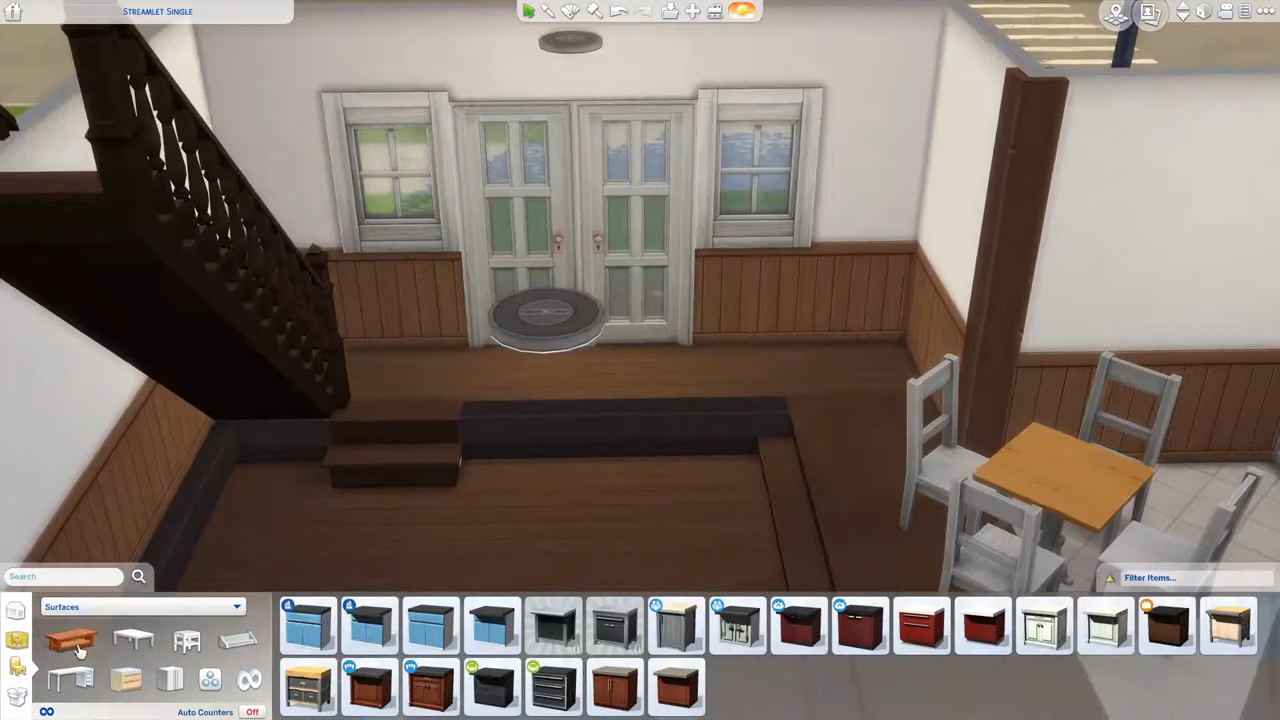 STREAMLET SINGLE
Search
Filter Items...
Surfaces
Auto Counters Off